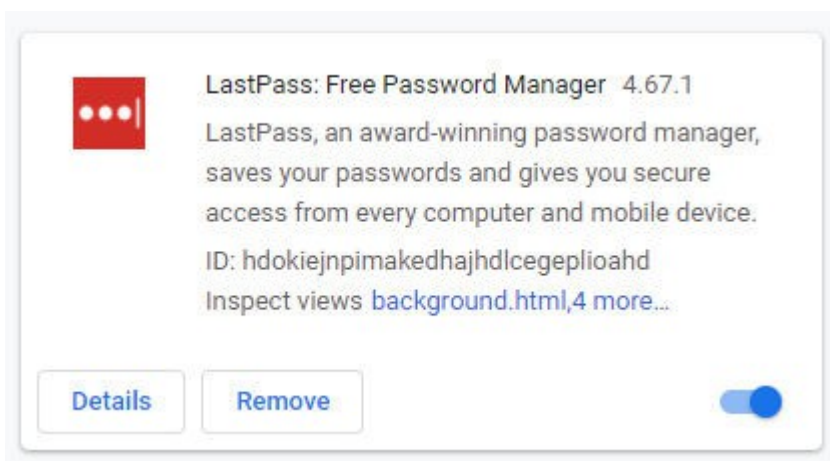 LastPass: Free Password Manager 4.67.1
LastPass, an award-winning password manager,
saves your passwords and gives you secure
access from every computer and mobile device.
ID: hdokiejnpimakedhajhdlcegeplioahd
Inspect views background.html,4 more...
Details Remove